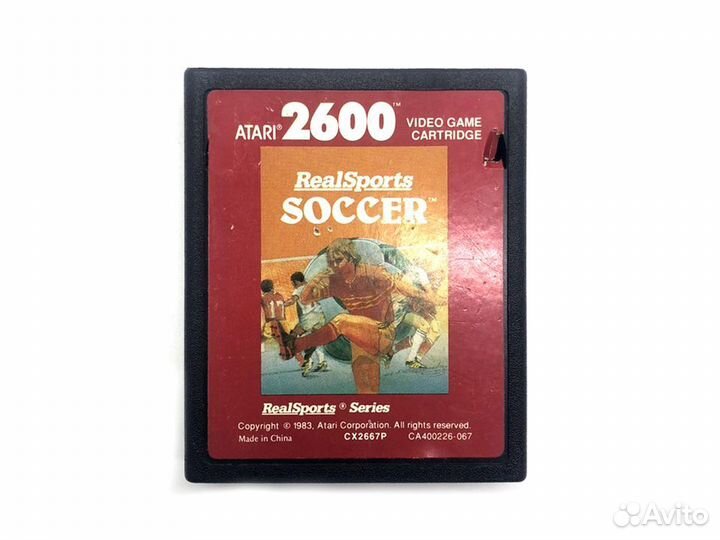 ATARI® 2600™ VIDEO GAME CARTRIDGE
RealSports
SOCCER™
11
RealSports® Series
Copyright © 1983, Atari Corporation. All rights reserved.
Made in China CX2667P CA400226-067
Avito